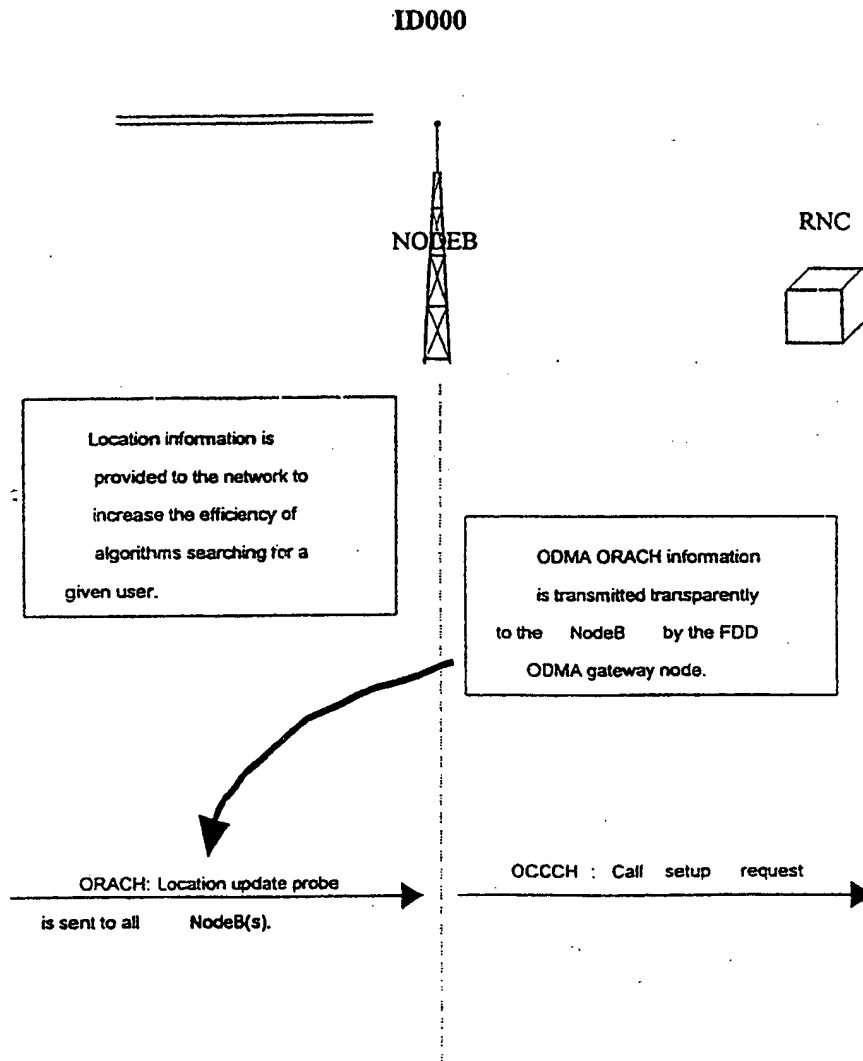 ID000
NODEB
RNC
Location information is
provided to the network to
increase the efficiency of
algorithms searching for a
given user.
ODMA ORACH information
is transmitted transparently
to the NodeB by the FDD
ODMA gateway node.
ORACH: Location update probe
is sent to all NodeB(s).
OCCCH : Call setup request